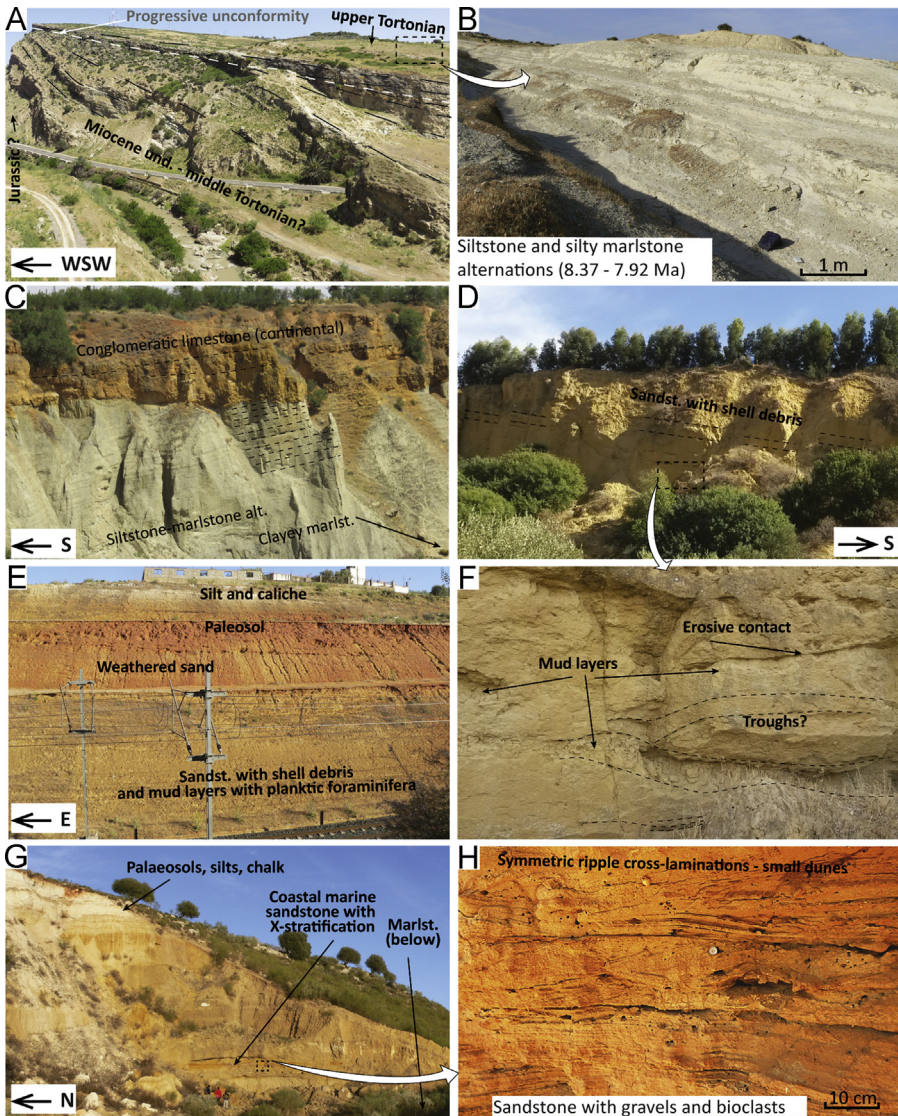 A
Progressive unconformity
upper Tortonian
Jurassic ?
Miocene und - middle Tortonian?
WSW
B
Siltstone and silty marlstone
alternations (8.37 - 7.92 Ma)
1 m
C
Conglomeratic limestone (continental)
Siltstone-marlstone alt.
Clayey marlst.
S
D
Sandst. with shell debris
S
E
Silt and caliche
Paleosol
Weathered sand
Sandst. with shell debris
and mud layers with planktic foraminifera
E
F
Erosive contact
Mud layers
Troughs?
G
Palaeosols, silts, chalk
Coastal marine
sandstone with
X-stratification
Marlst.
(below)
N
H
Symmetric ripple cross-laminations - small dunes
Sandstone with gravels and bioclasts
10 cm